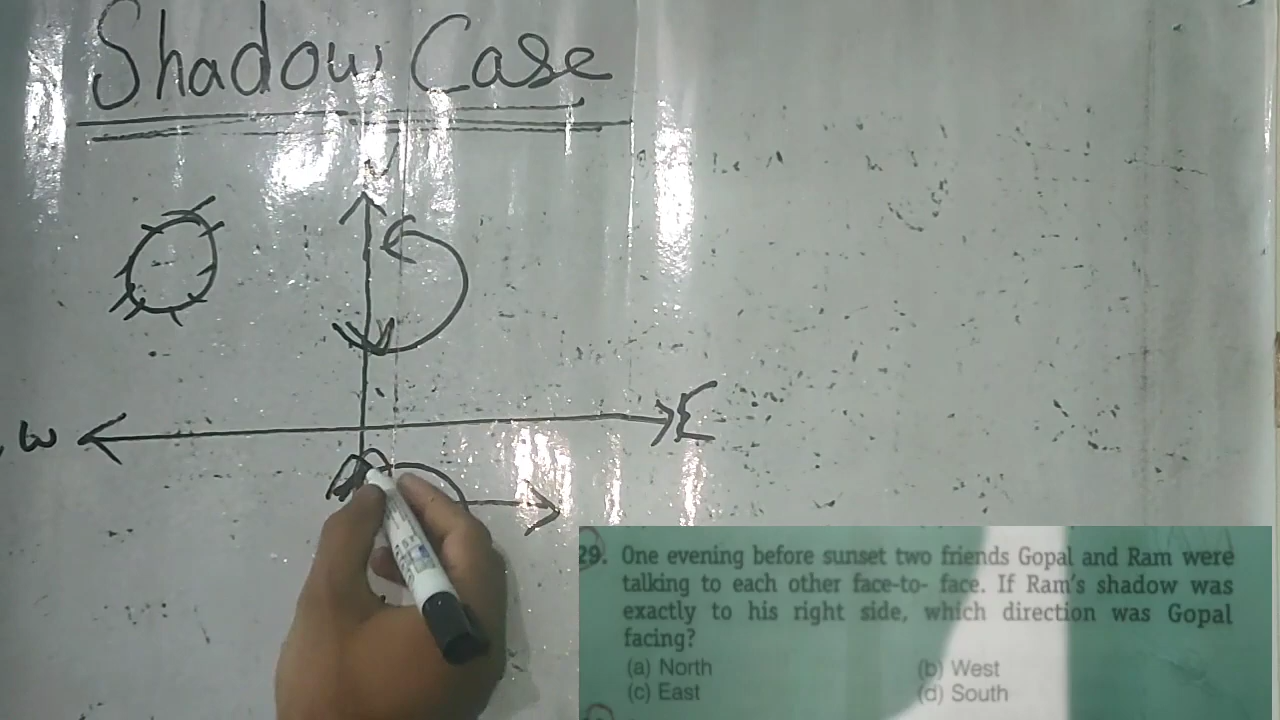 Shadow Case
N
E
W
29. One evening before sunset two friends Gopal and Ram were
talking to each other face-to- face. If Ram's shadow was
exactly to his right side, which direction was Gopal
facing?
(a) North (b) West
(c) East (d) South